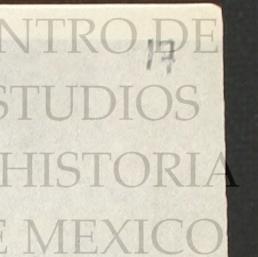 NTRO DE
17
STUDIOS
HISTORIA
E MEXICO